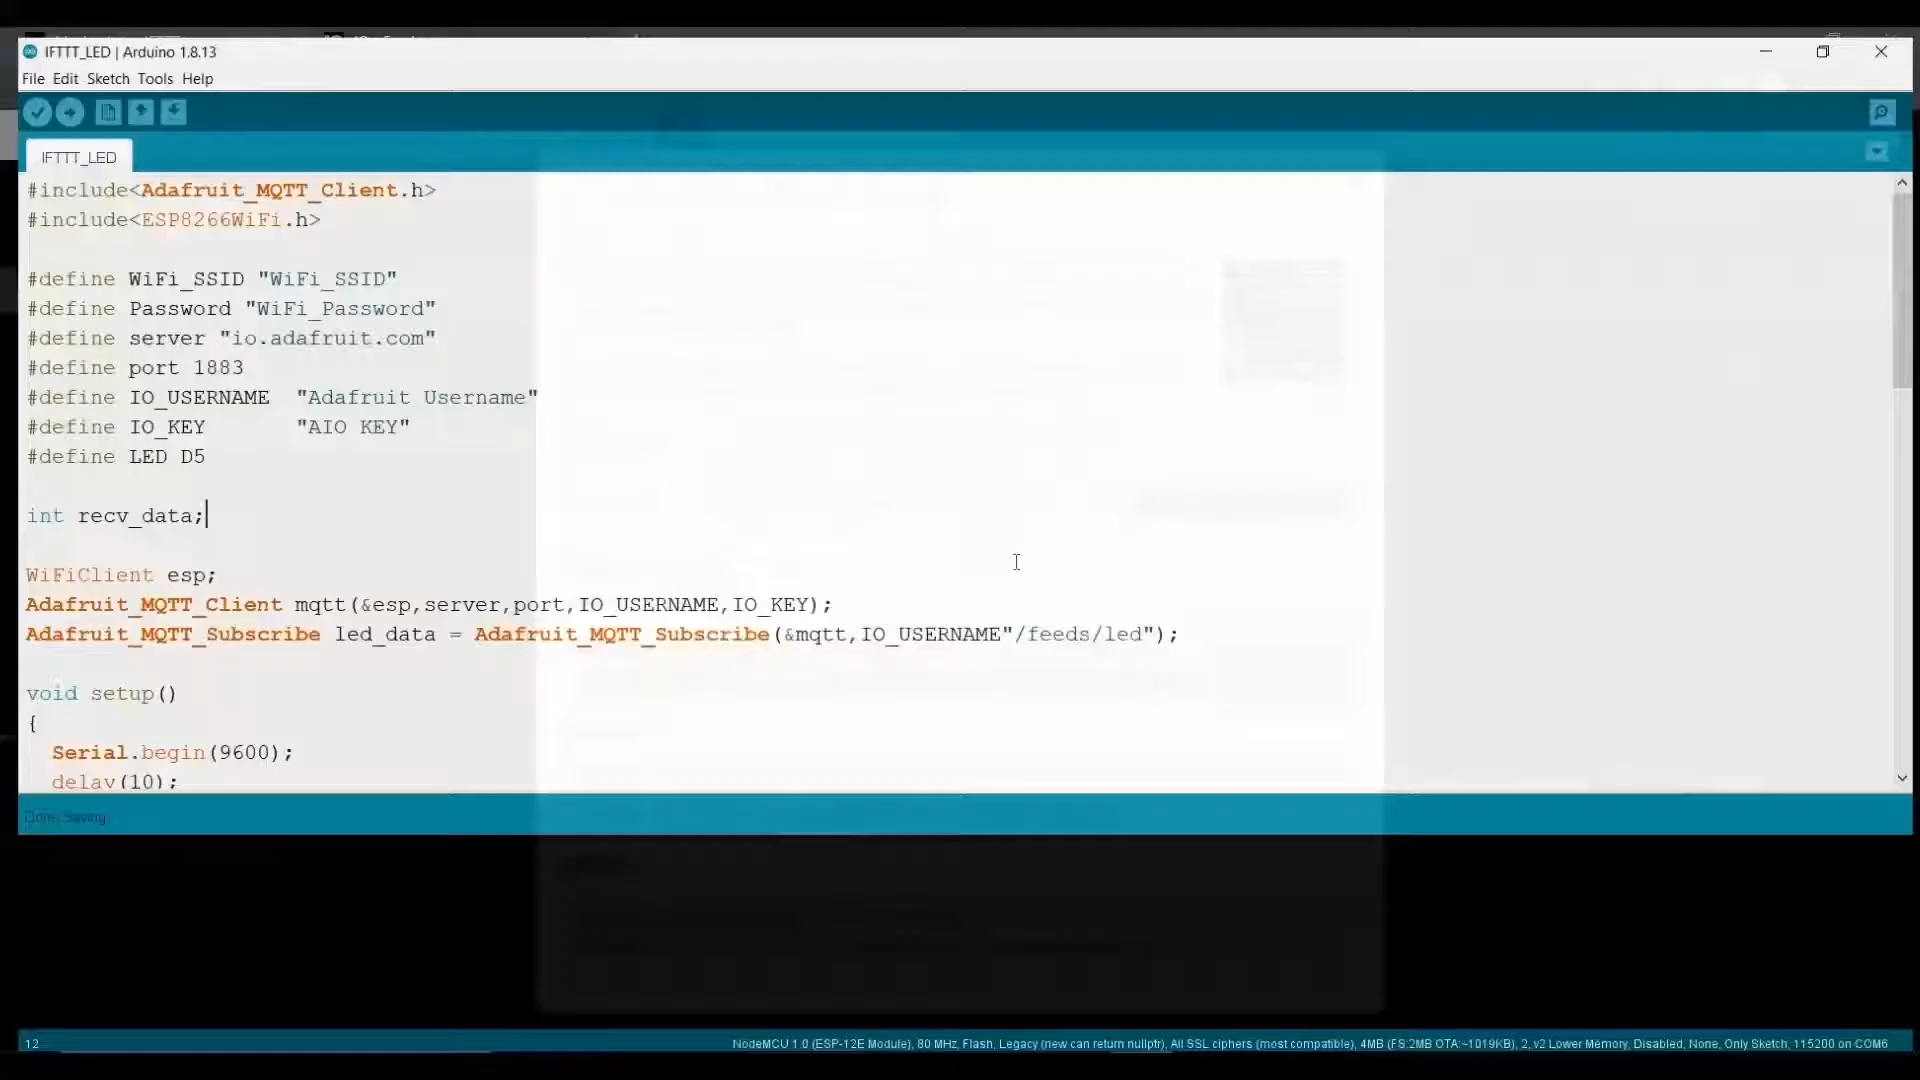 IFTTT_LED | Arduino 1.8.13
File Edit Sketch Tools Help
IFTTT_LED
#include<Adafruit_MQTT_Client.h>
#include<ESP8266WiFi.h>
#define WiFi_SSID "WiFi_SSID"
#define Password "WiFi_Password"
#define server "io.adafruit.com"
#define port 1883
#define IO_USERNAME  "Adafruit Username"
#define IO_KEY       "AIO KEY"
#define LED D5
int recv_data;
WiFiClient esp;
Adafruit_MQTT_Client mqtt(&esp,server,port,IO_USERNAME,IO_KEY);
Adafruit_MQTT_Subscribe led_data = Adafruit_MQTT_Subscribe(&mqtt,IO_USERNAME"/feeds/led");
void setup()
{
Serial.begin(9600);
delay(10);
Done Saving
12
NodeMCU 1.0 (ESP-12E Module), 80 MHz, Flash, Legacy (new can return nullptr), All SSL ciphers (most compatible), 4MB (FS:2MB OTA:~1019KB), 2, v2 Lower Memory, Disabled, None, Only Sketch, 115200 on COM6